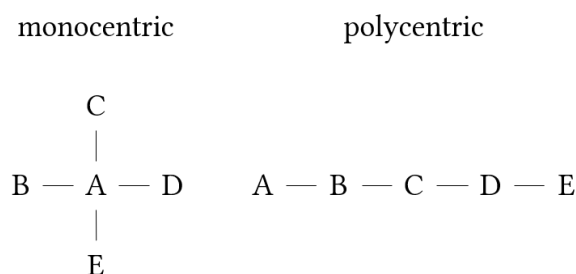 monocentric
polycentric
C
B — A — D
E
A — B — C — D — E